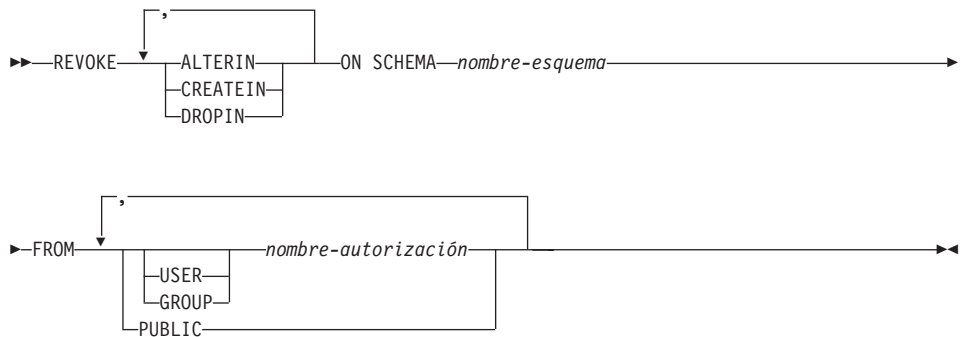 ,
REVOKE ALTERIN ON SCHEMA nombre-esquema
CREATEIN
DROPIN
,
FROM nombre-autorización
USER
GROUP
PUBLIC